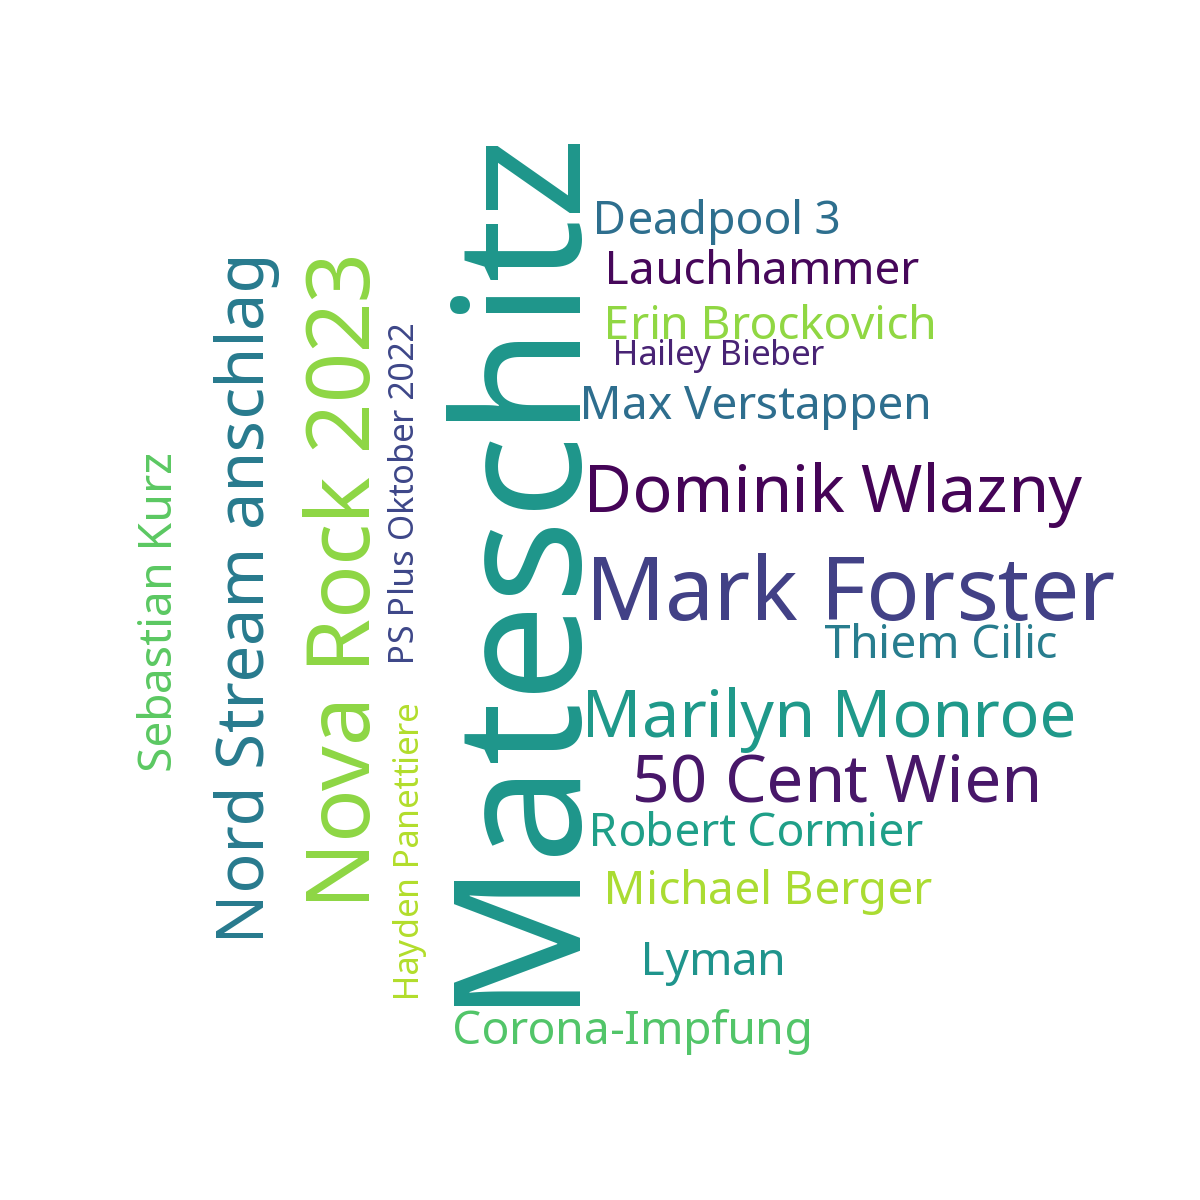 Sebastian Kurz
Nord Stream anschlag
Nova Rock 2023
PS Plus Oktober 2022
Hayden Panettiere
Mateschitz
Deadpool 3
Lauchhammer
Erin Brockovich
Hailey Bieber
Max Verstappen
Dominik Wlazny
Mark Forster
Thiem Cilic
Marilyn Monroe
50 Cent Wien
Robert Cormier
Michael Berger
Lyman
Corona-Impfung